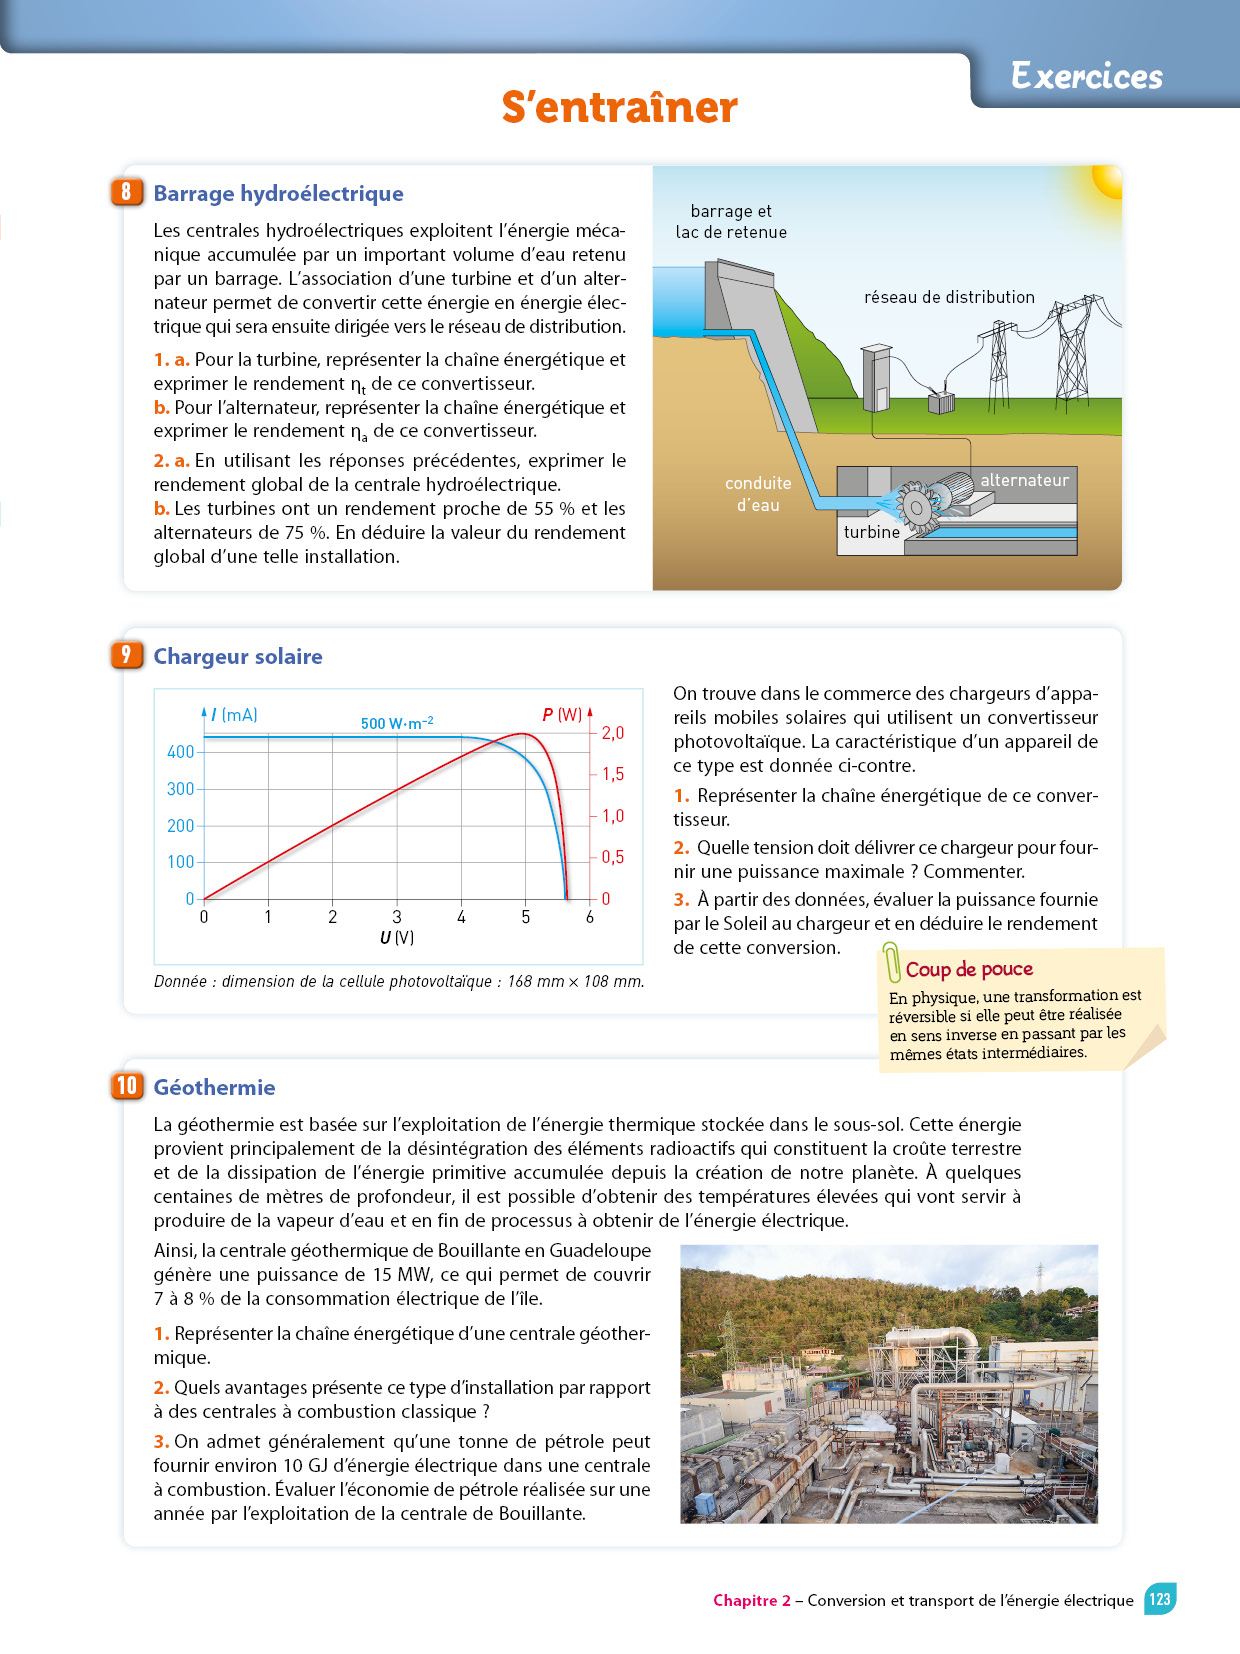 Exercices
S’entraîner
8 Barrage hydroélectrique
Les centrales hydroélectriques exploitent l’énergie méca-
nique accumulée par un important volume d’eau retenu
par un barrage. L’association d’une turbine et d’un alter-
nateur permet de convertir cette énergie en énergie élec-
trique qui sera ensuite dirigée vers le réseau de distribution.
1. a. Pour la turbine, représenter la chaîne énergétique et
exprimer le rendement ηt de ce convertisseur.
b. Pour l’alternateur, représenter la chaîne énergétique et
exprimer le rendement ηa de ce convertisseur.
2. a. En utilisant les réponses précédentes, exprimer le
rendement global de la centrale hydroélectrique.
b. Les turbines ont un rendement proche de 55 % et les
alternateurs de 75 %. En déduire la valeur du rendement
global d’une telle installation.
barrage et
lac de retenue
réseau de distribution
conduite
d’eau
alternateur
turbine
9 Chargeur solaire
I (mA)
500 W·m–2
P (W)
400
300
200
100
0
2,0
1,5
1,0
0,5
0
0 1 2 3 4 5 6
U (V)
Donnée : dimension de la cellule photovoltaïque : 168 mm × 108 mm.
On trouve dans le commerce des chargeurs d’appa-
reils mobiles solaires qui utilisent un convertisseur
photovoltaïque. La caractéristique d’un appareil de
ce type est donnée ci-contre.
1. Représenter la chaîne énergétique de ce conver-
tisseur.
2. Quelle tension doit délivrer ce chargeur pour four-
nir une puissance maximale ? Commenter.
3. À partir des données, évaluer la puissance fournie
par le Soleil au chargeur et en déduire le rendement
de cette conversion.
Coup de pouce
En physique, une transformation est
réversible si elle peut être réalisée
en sens inverse en passant par les
mêmes états intermédiaires.
10 Géothermie
La géothermie est basée sur l’exploitation de l’énergie thermique stockée dans le sous-sol. Cette énergie
provient principalement de la désintégration des éléments radioactifs qui constituent la croûte terrestre
et de la dissipation de l’énergie primitive accumulée depuis la création de notre planète. À quelques
centaines de mètres de profondeur, il est possible d’obtenir des températures élevées qui vont servir à
produire de la vapeur d’eau et en fin de processus à obtenir de l’énergie électrique.
Ainsi, la centrale géothermique de Bouillante en Guadeloupe
génère une puissance de 15 MW, ce qui permet de couvrir
7 à 8 % de la consommation électrique de l’île.
1. Représenter la chaîne énergétique d’une centrale géother-
mique.
2. Quels avantages présente ce type d’installation par rapport
à des centrales à combustion classique ?
3. On admet généralement qu’une tonne de pétrole peut
fournir environ 10 GJ d’énergie électrique dans une centrale
à combustion. Évaluer l’économie de pétrole réalisée sur une
année par l’exploitation de la centrale de Bouillante.
Chapitre 2 – Conversion et transport de l’énergie électrique 123